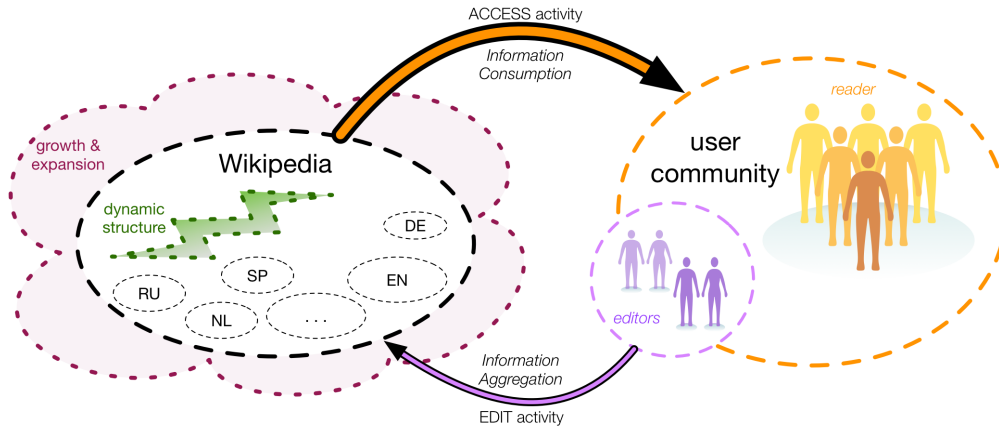 ACCESS activity
Information
Consumption
growth &
expansion
Wikipedia
dynamic
structure
DE
SP
EN
RU
NL
...
reader
user
community
editors
Information
Aggregation
EDIT activity